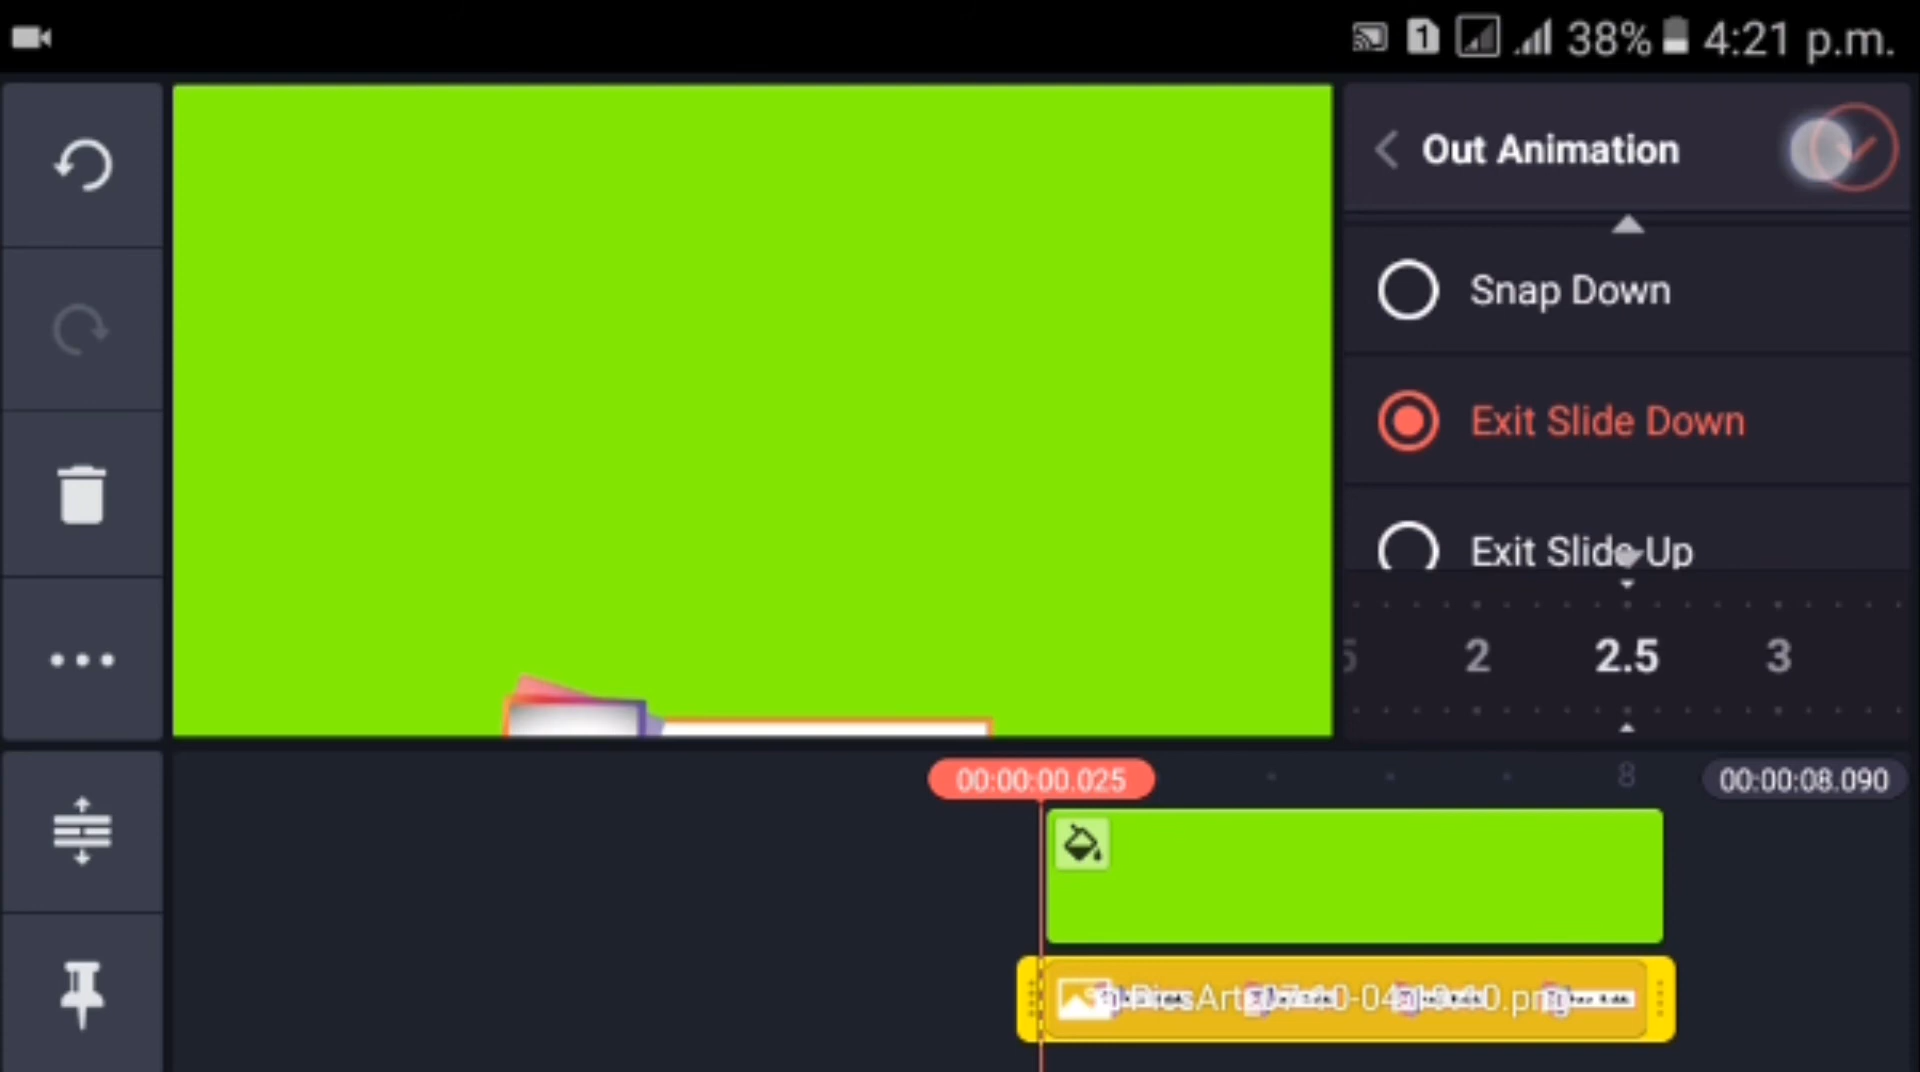 1 38% 4:21 p.m.
Out Animation
Snap Down
Exit Slide Down
Exit Slide Up
2 2.5 3
00:00:00.025 8 00:00:08.090